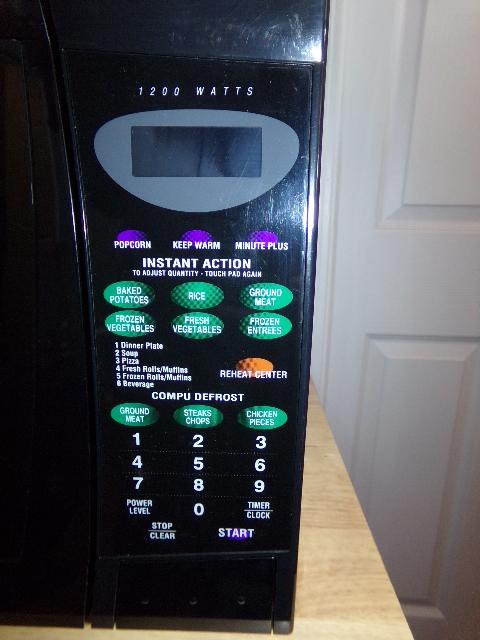 1200 WATTS
POPCORN KEEP WARM MINUTE PLUS
INSTANT ACTION
TO ADJUST QUANTITY - TOUCH PAD AGAIN
BAKED POTATOES RICE GROUND MEAT
FROZEN VEGETABLES FRESH VEGETABLES FROZEN ENTREES
1 Dinner Plate
2 Soup
3 Pizza
4 Fresh Rolls/Muffins
5 Frozen Rolls/Muffins
6 Beverage
REHEAT CENTER
COMPU DEFROST
GROUND MEAT STEAKS CHOPS CHICKEN PIECES
1 2 3
4 5 6
7 8 9
POWER LEVEL 0 TIMER CLOCK
STOP CLEAR START